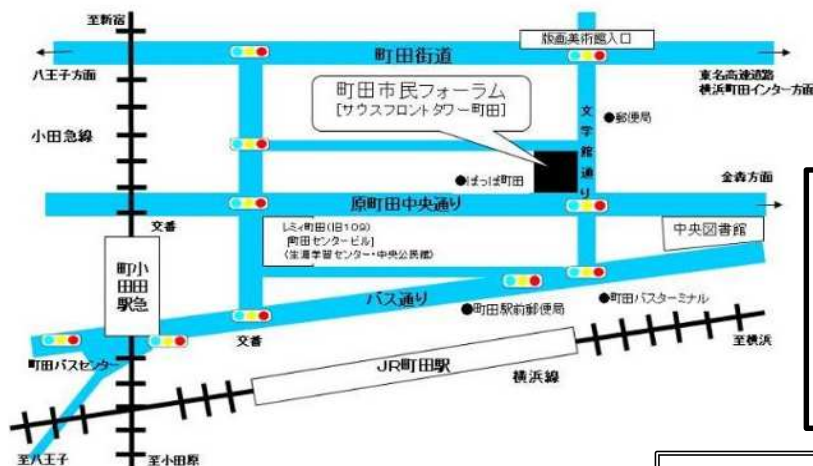 至新宿
版画美術館入口
町田街道
八王子方面
東名高速道路
横浜町田インター方面
町田市民フォーラム
[サウスフロントタワー町田]
文学館通り
●郵便局
小田急線
●ぽっぽ町田
金森方面
原町田中央通り
交番
レミィ町田(旧109)
[町田センタービル]
(生涯学習センター・中央公民館)
中央図書館
小田急
町田駅
バス通り
●町田駅前郵便局
●町田バスターミナル
町田バスセンター
交番
JR町田駅
横浜線
至横浜
至八王子
至小田原